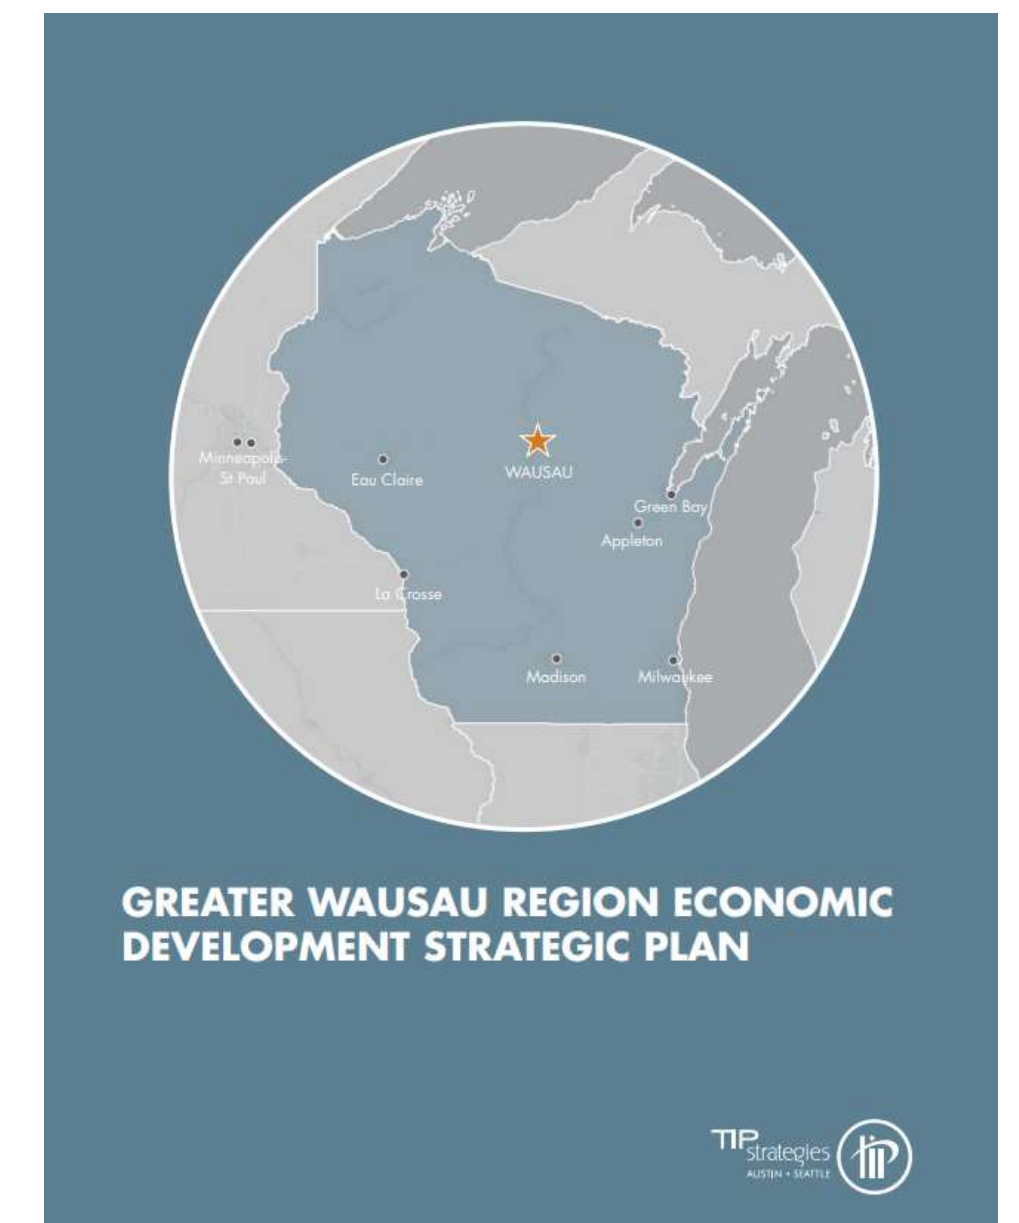 Minneapolis-
St Paul
Eau Claire
WAUSAU
Green Bay
Appleton
La Crosse
Madison
Milwaukee
GREATER WAUSAU REGION ECONOMIC
DEVELOPMENT STRATEGIC PLAN
TIP
strategies
AUSTIN • SEATTLE
tip